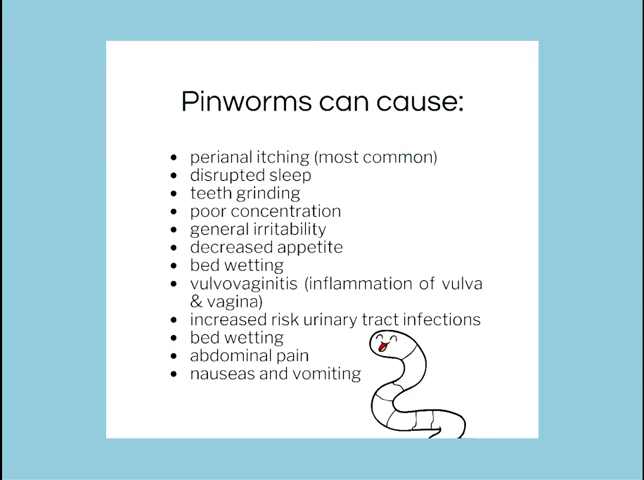 Pinworms can cause:
• perianal itching (most common)
• disrupted sleep
• teeth grinding
• poor concentration
• general irritability
• decreased appetite
• bed wetting
• vulvovaginitis (inflammation of vulva
& vagina)
• increased risk urinary tract infections
• bed wetting
• abdominal pain
• nauseas and vomiting